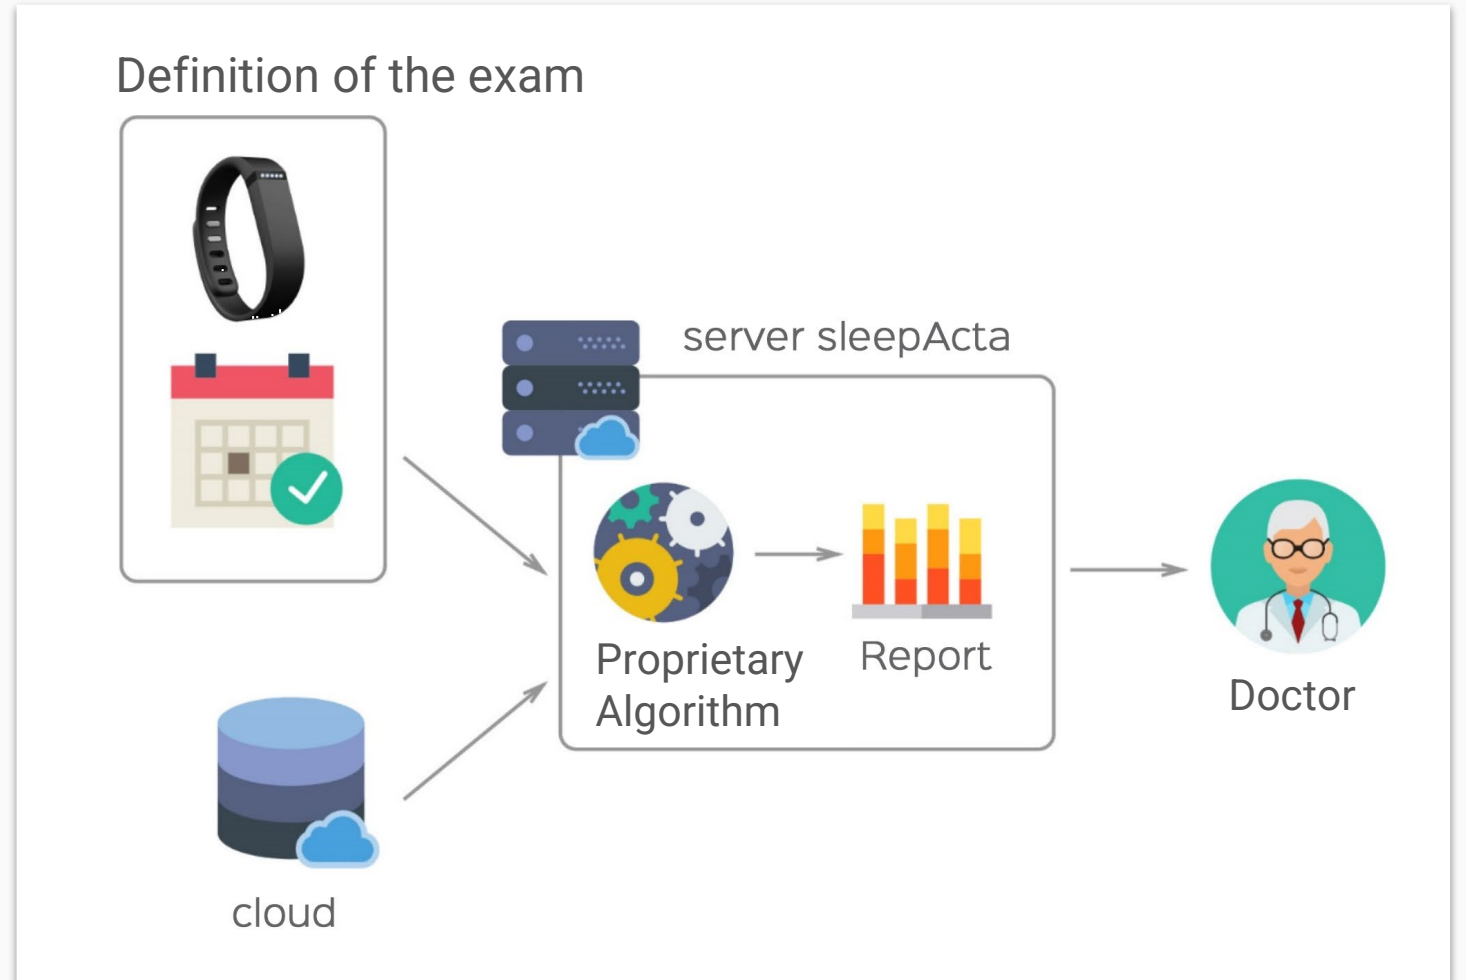 Definition of the exam
server sleepActa
Proprietary
Algorithm
Report
Doctor
cloud